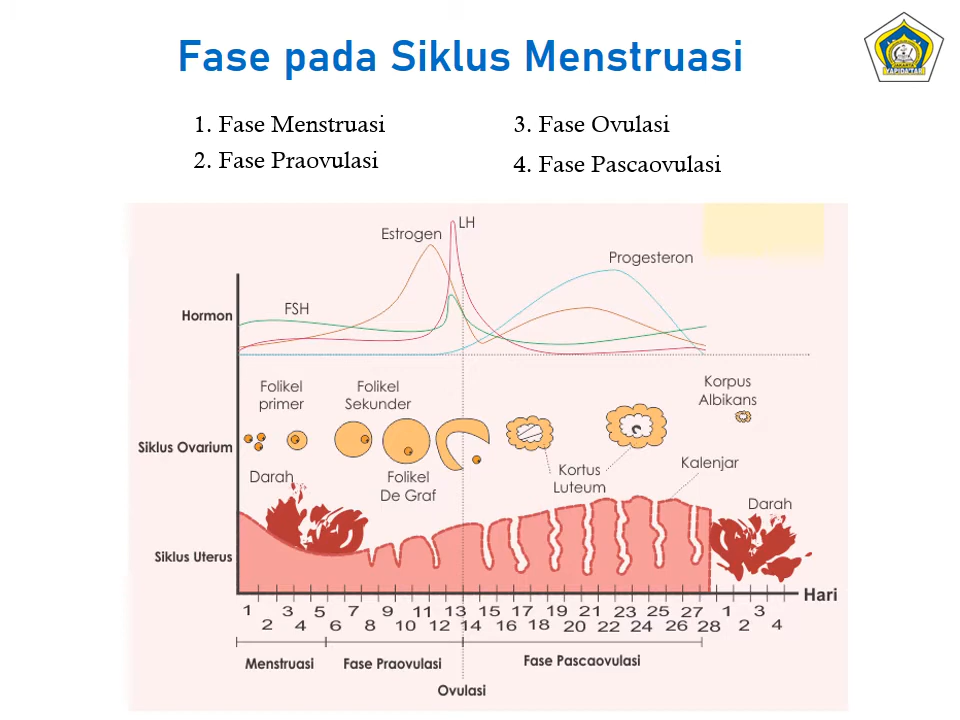 Fase pada Siklus Menstruasi
1. Fase Menstruasi
2. Fase Praovulasi
3. Fase Ovulasi
4. Fase Pascaovulasi
JAKARTA
LH
Estrogen
Progesteron
FSH
Hormon
Folikel
primer
Folikel
Sekunder
Korpus
Albikans
Siklus Ovarium
Darah
Folikel
De Graf
Kortus
Luteum
Kalenjar
Darah
Siklus Uterus
Hari
1 3 5 7 9 11 13 15 17 19 21 23 25 27 1 3
2 4 6 8 10 12 14 16 18 20 22 24 26 28 2 4
Menstruasi
Fase Praovulasi
Fase Pascaovulasi
Ovulasi